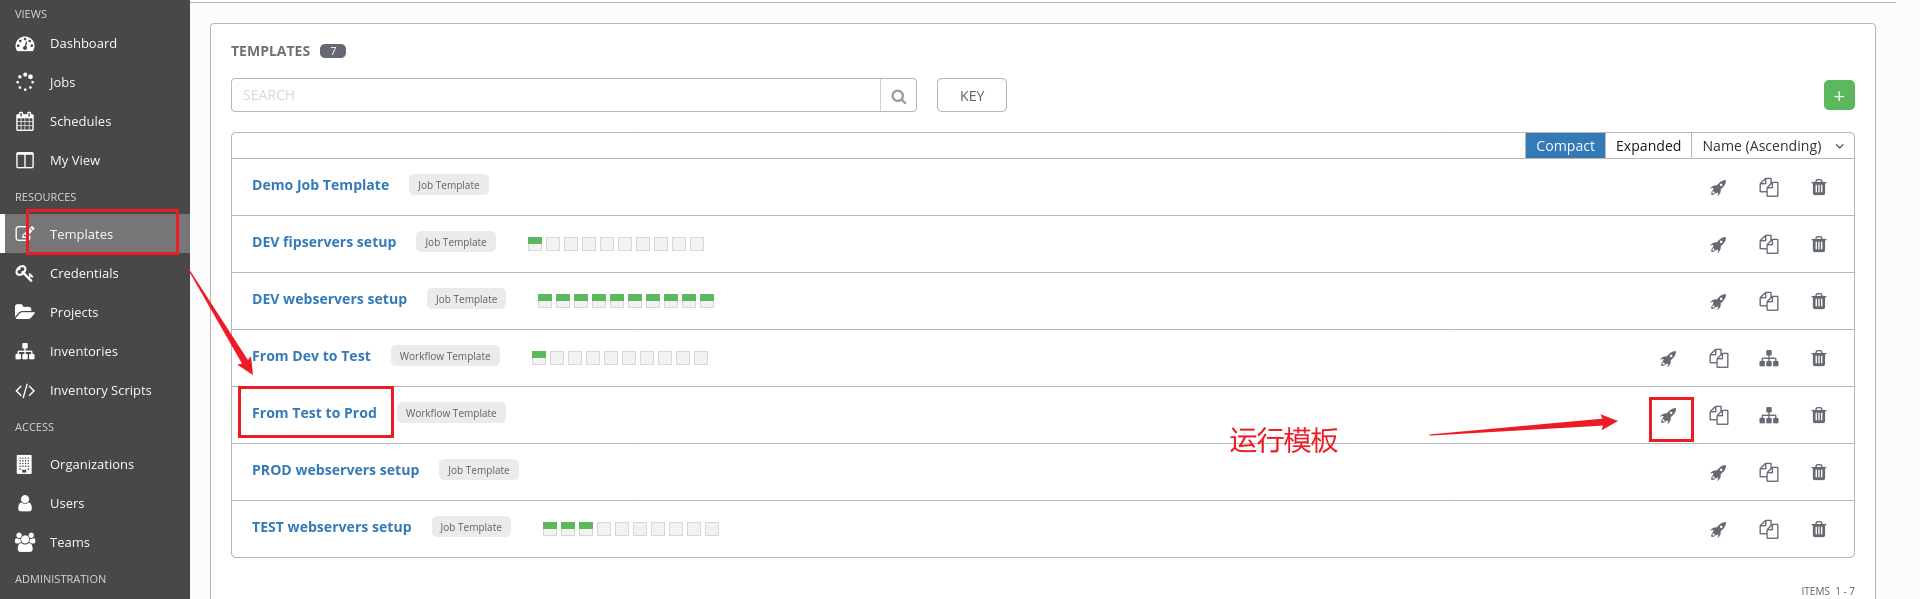 VIEWS
Dashboard
Jobs
Schedules
My View
RESOURCES
Templates
Credentials
Projects
Inventories
Inventory Scripts
ACCESS
Organizations
Users
Teams
ADMINISTRATION
TEMPLATES 7
SEARCH
KEY
+
Compact Expanded Name (Ascending)
Demo Job Template Job Template
DEV fipservers setup Job Template
DEV webservers setup Job Template
From Dev to Test Workflow Template
From Test to Prod Workflow Template
运行模板
PROD webservers setup Job Template
TEST webservers setup Job Template
ITEMS 1 - 7